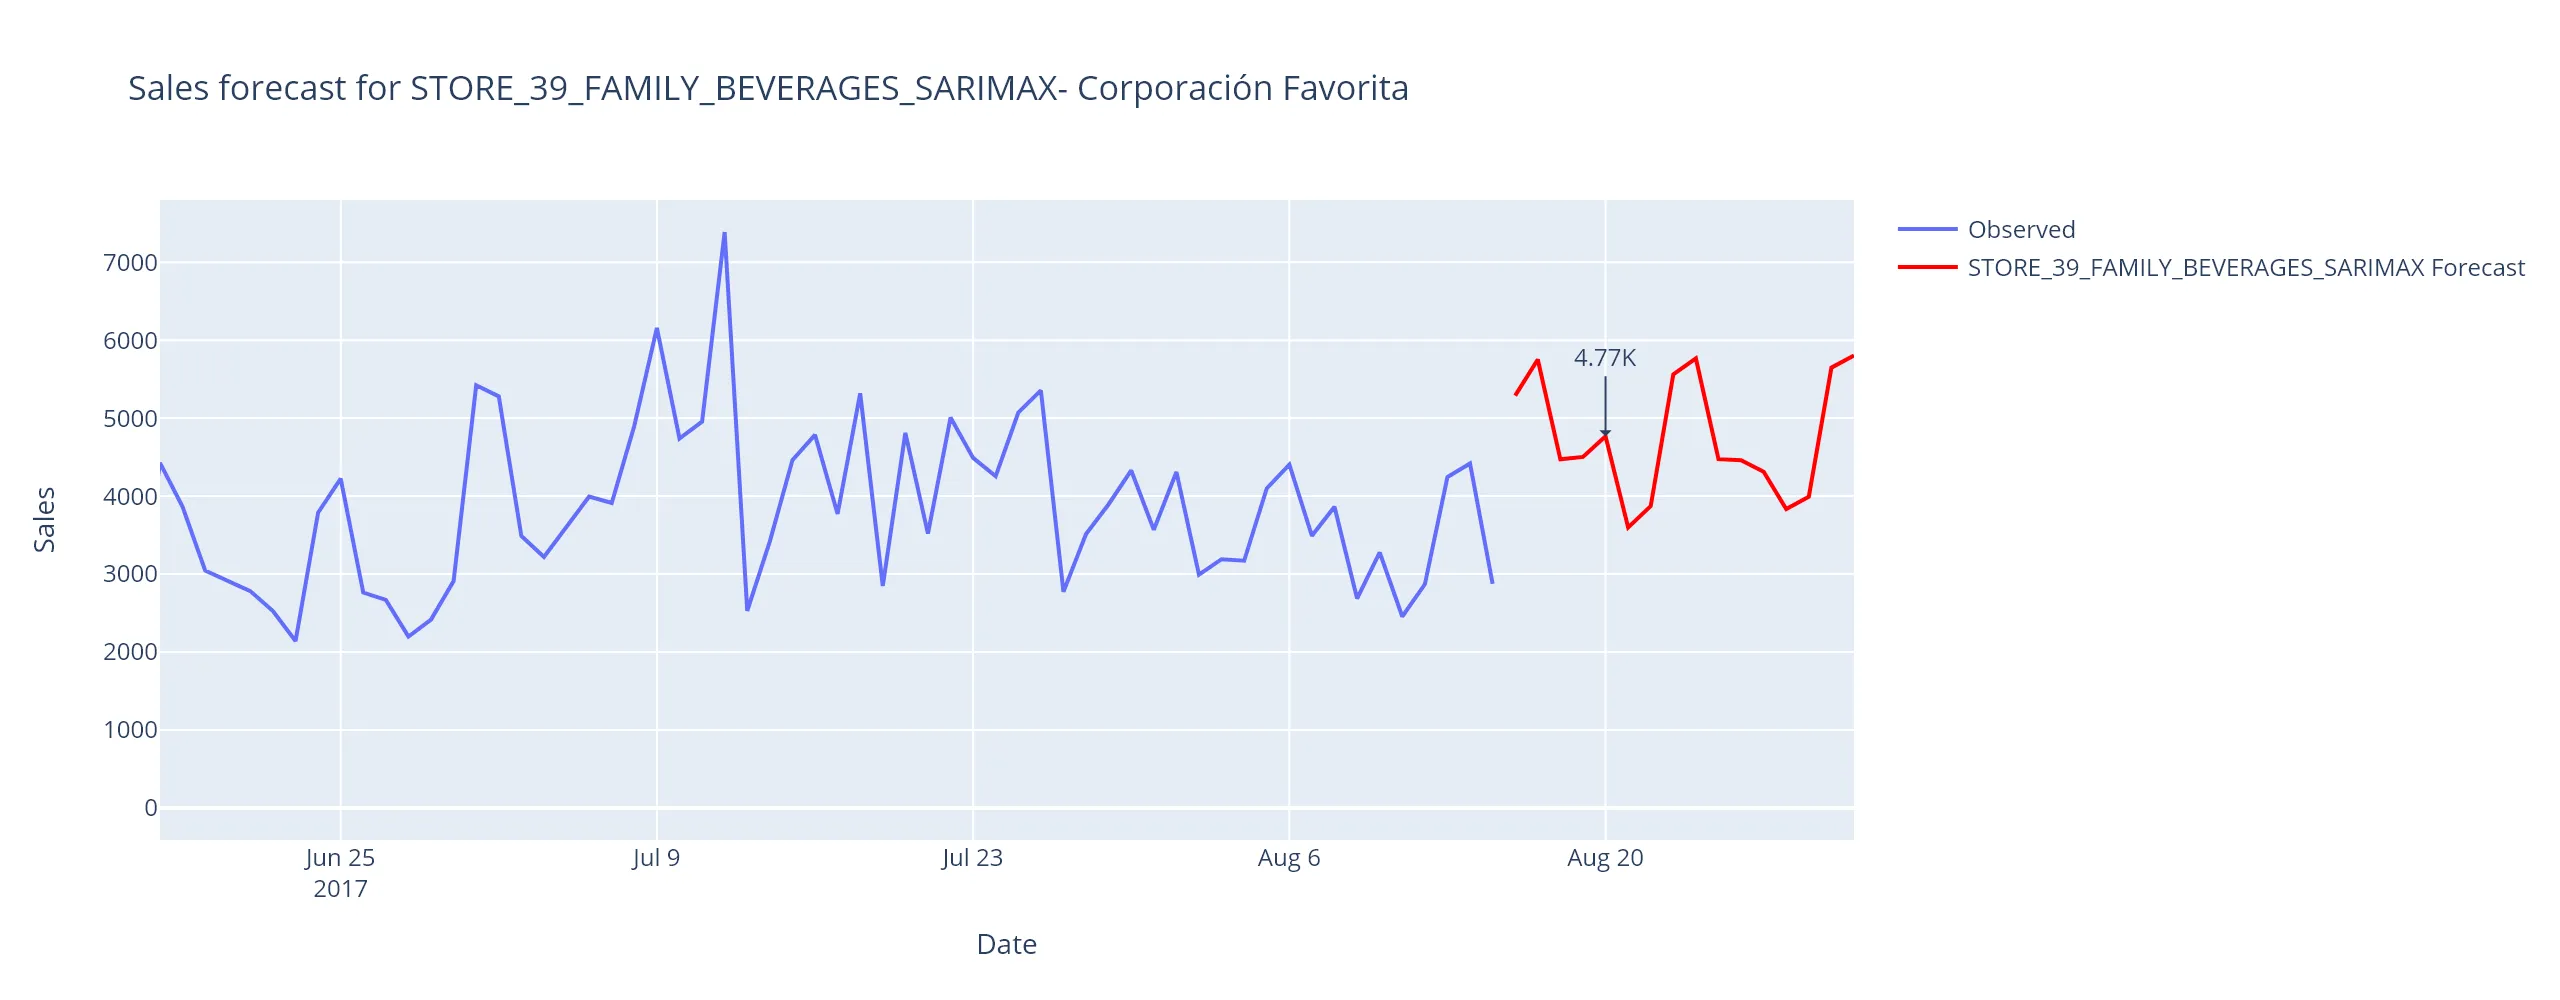 Sales forecast for STORE_39_FAMILY_BEVERAGES_SARIMAX- Corporación Favorita
Observed
STORE_39_FAMILY_BEVERAGES_SARIMAX Forecast
7000
6000
5000
4000
3000
2000
1000
0
Sales
4.77K
Jun 25
2017
Jul 9
Jul 23
Aug 6
Aug 20
Date